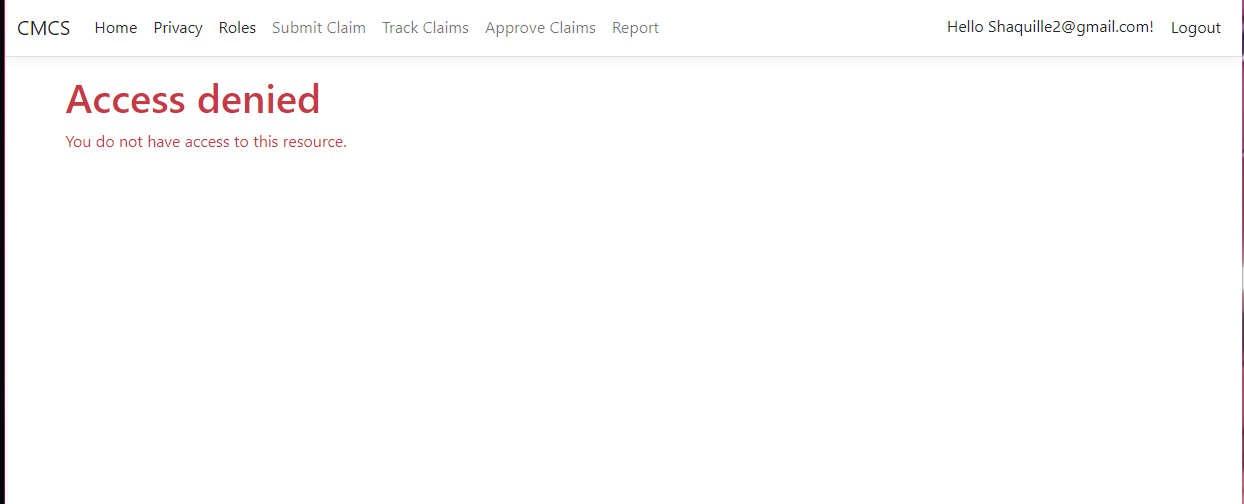 CMCS Home Privacy Roles Submit Claim Track Claims Approve Claims Report Hello Shaquille2@gmail.com! Logout
Access denied
You do not have access to this resource.